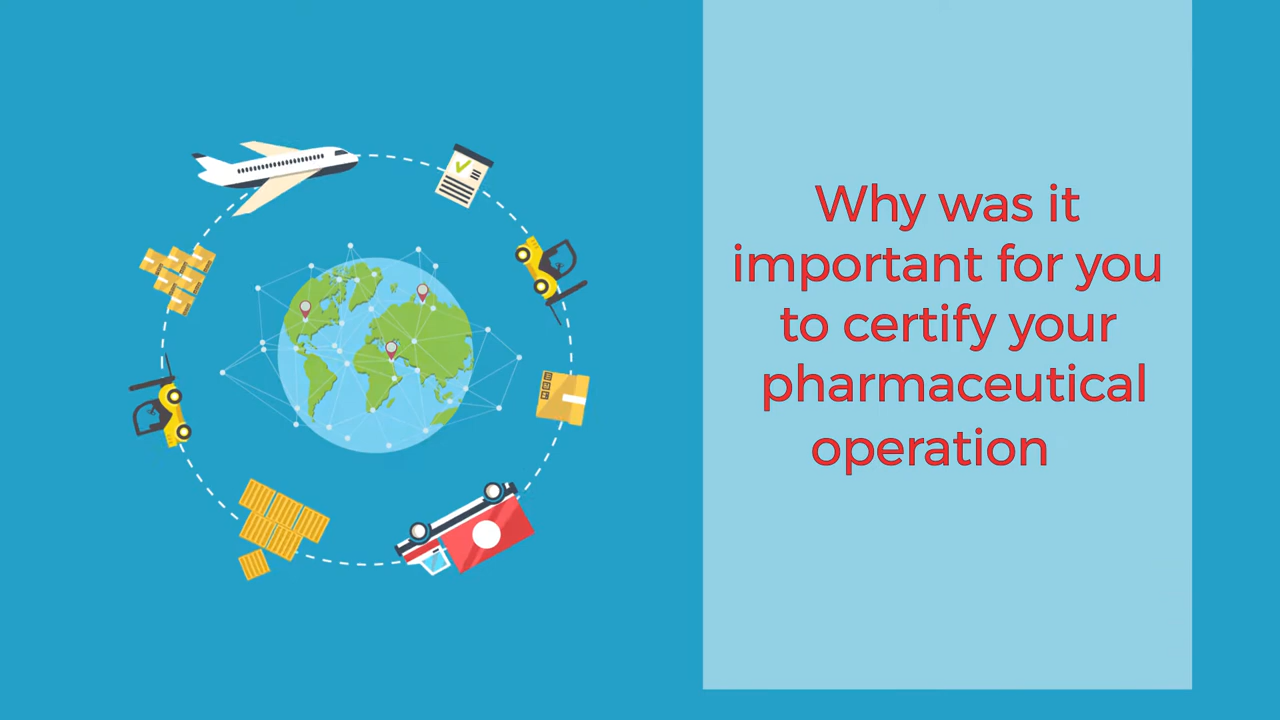 Why was it
important for you
to certify your
pharmaceutical
operation